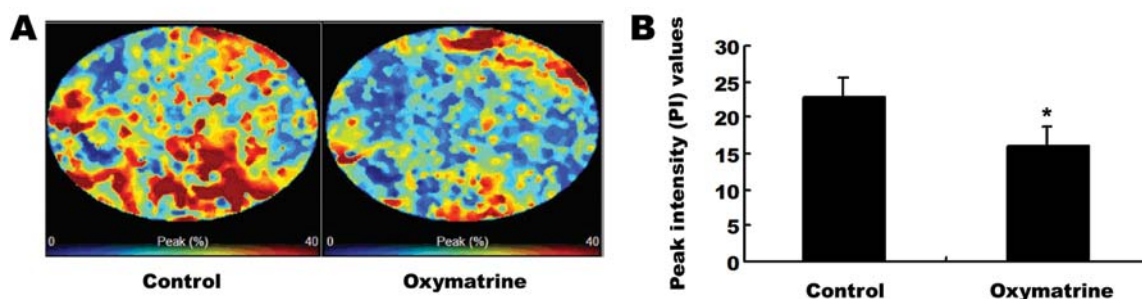 A
0 Peak (%) 40
0 Peak (%) 40
Control
Oxymatrine
B
Peak intensity (PI) values
30
25
20
15
10
5
0
*
Control
Oxymatrine